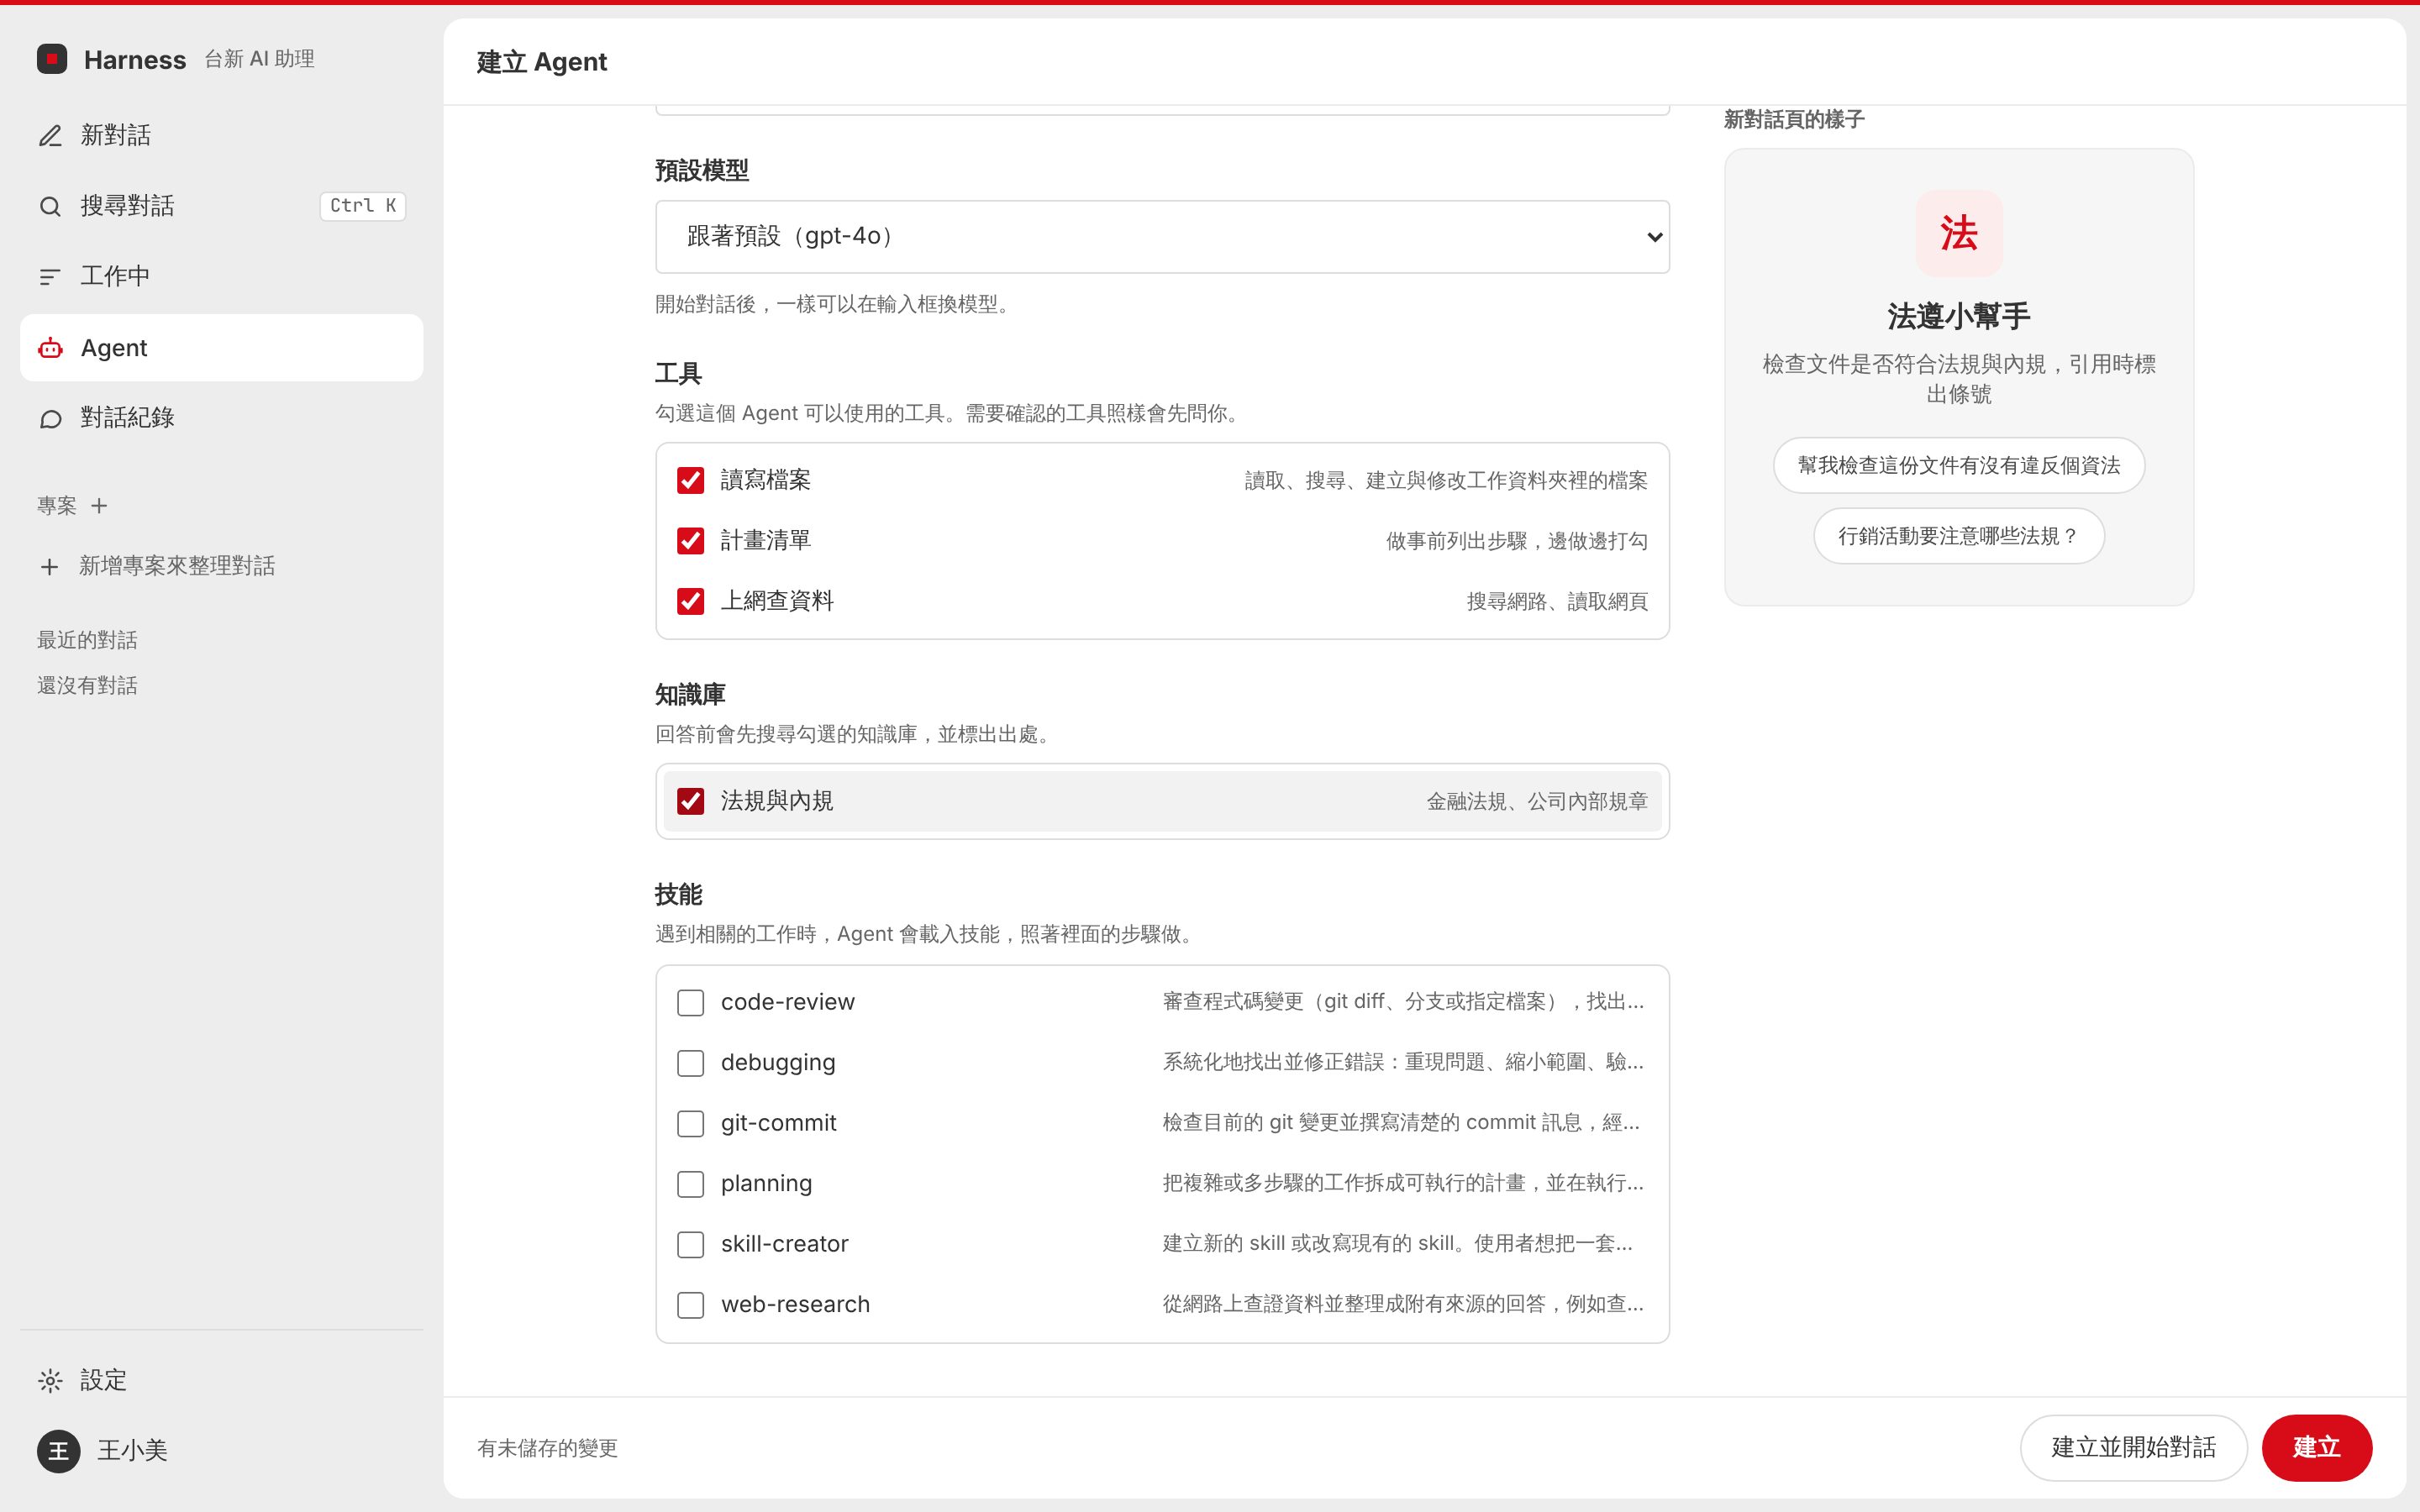 Harness 台新 AI 助理
新對話
搜尋對話 Ctrl K
工作中
Agent
對話紀錄
專案
新增專案來整理對話
最近的對話
還沒有對話
設定
王 王小美
建立 Agent
預設模型
跟著預設（gpt-4o）
開始對話後，一樣可以在輸入框換模型。
工具
勾選這個 Agent 可以使用的工具。需要確認的工具照樣會先問你。
讀寫檔案 讀取、搜尋、建立與修改工作資料夾裡的檔案
計畫清單 做事前列出步驟，邊做邊打勾
上網查資料 搜尋網路、讀取網頁
知識庫
回答前會先搜尋勾選的知識庫，並標出出處。
法規與內規 金融法規、公司內部規章
技能
遇到相關的工作時，Agent 會載入技能，照著裡面的步驟做。
code-review 審查程式碼變更（git diff、分支或指定檔案），找出...
debugging 系統化地找出並修正錯誤：重現問題、縮小範圍、驗...
git-commit 檢查目前的 git 變更並撰寫清楚的 commit 訊息，經...
planning 把複雜或多步驟的工作拆成可執行的計畫，並在執行...
skill-creator 建立新的 skill 或改寫現有的 skill。使用者想把一套...
web-research 從網路上查證資料並整理成附有來源的回答，例如查...
新對話頁的樣子
法
法遵小幫手
檢查文件是否符合法規與內規，引用時標
出條號
幫我檢查這份文件有沒有違反個資法
行銷活動要注意哪些法規？
有未儲存的變更
建立並開始對話
建立